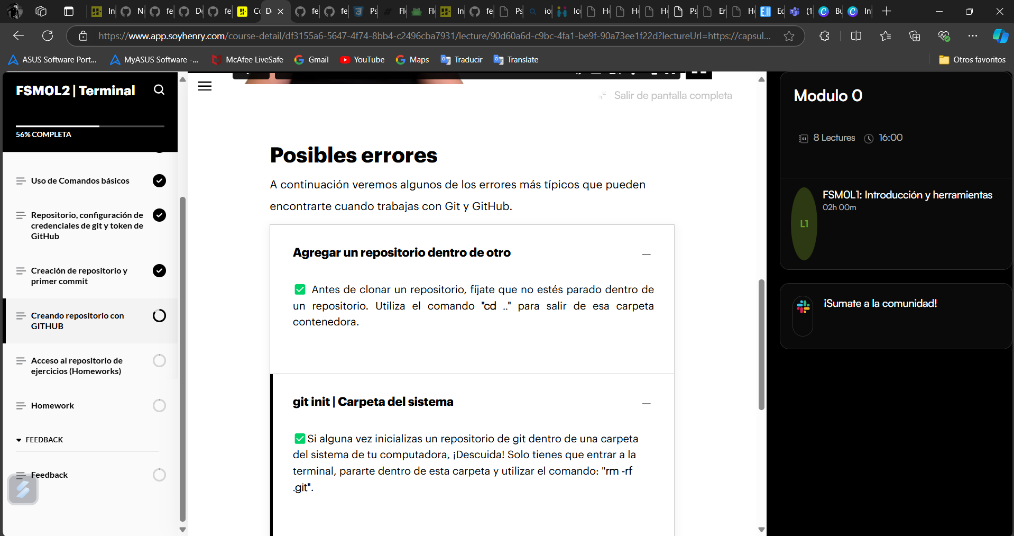 https://www.app.soyhenry.com/course-detail/df3155a6-5647-4f74-8bb4-c2496cba7931/lecture/90d60a6d-c9bc-4fa1-be9f-90a73ee1f22d?lectureUrl=https://capsul...
ASUS Software Port...
MyASUS Software -...
McAfee LiveSafe
Gmail
YouTube
Maps
Traducir
Translate
Otros favoritos
FSMOL2 | Terminal
56% COMPLETA
Uso de Comandos básicos
Repositorio, configuración de
credenciales de git y token de
GitHub
Creación de repositorio y
primer commit
Creando repositorio con
GITHUB
Acceso al repositorio de
ejercicios (Homeworks)
Homework
FEEDBACK
Feedback
Salir de pantalla completa
Posibles errores
A continuación veremos algunos de los errores más típicos que pueden
encontrarte cuando trabajas con Git y GitHub.
Agregar un repositorio dentro de otro
✅ Antes de clonar un repositorio, fíjate que no estés parado dentro de
un repositorio. Utiliza el comando "cd .." para salir de esa carpeta
contenedora.
git init | Carpeta del sistema
✅Si alguna vez inicializas un repositorio de git dentro de una carpeta
del sistema de tu computadora, ¡Descuida! Solo tienes que entrar a la
terminal, pararte dentro de esta carpeta y utilizar el comando: "rm -rf
.git".
Modulo 0
8 Lectures 16:00
L1
FSMOL1: Introducción y herramientas
02h 00m
¡Sumate a la comunidad!